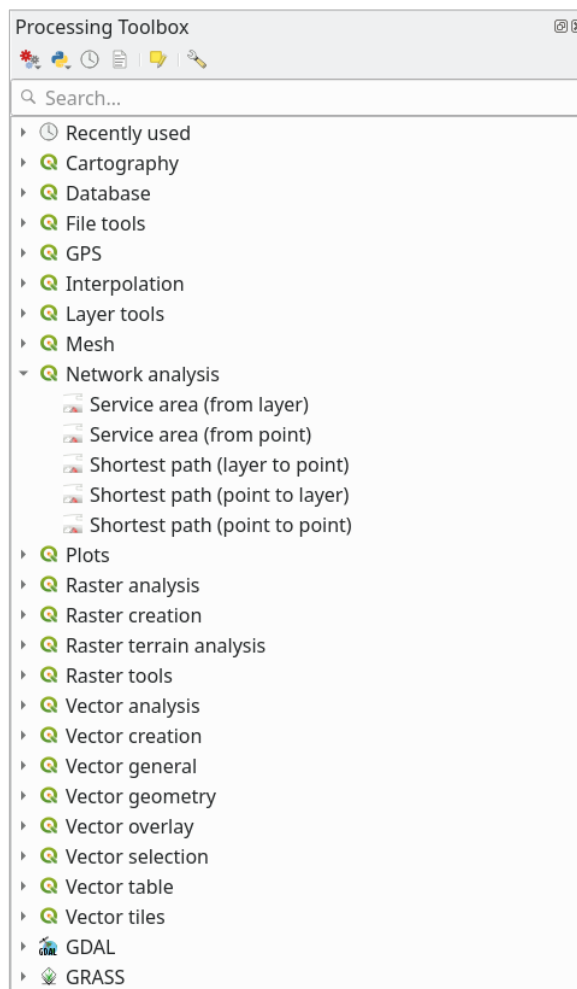 Processing Toolbox
Search...
Recently used
Cartography
Database
File tools
GPS
Interpolation
Layer tools
Mesh
Network analysis
Service area (from layer)
Service area (from point)
Shortest path (layer to point)
Shortest path (point to layer)
Shortest path (point to point)
Plots
Raster analysis
Raster creation
Raster terrain analysis
Raster tools
Vector analysis
Vector creation
Vector general
Vector geometry
Vector overlay
Vector selection
Vector table
Vector tiles
GDAL GDAL
GRASS